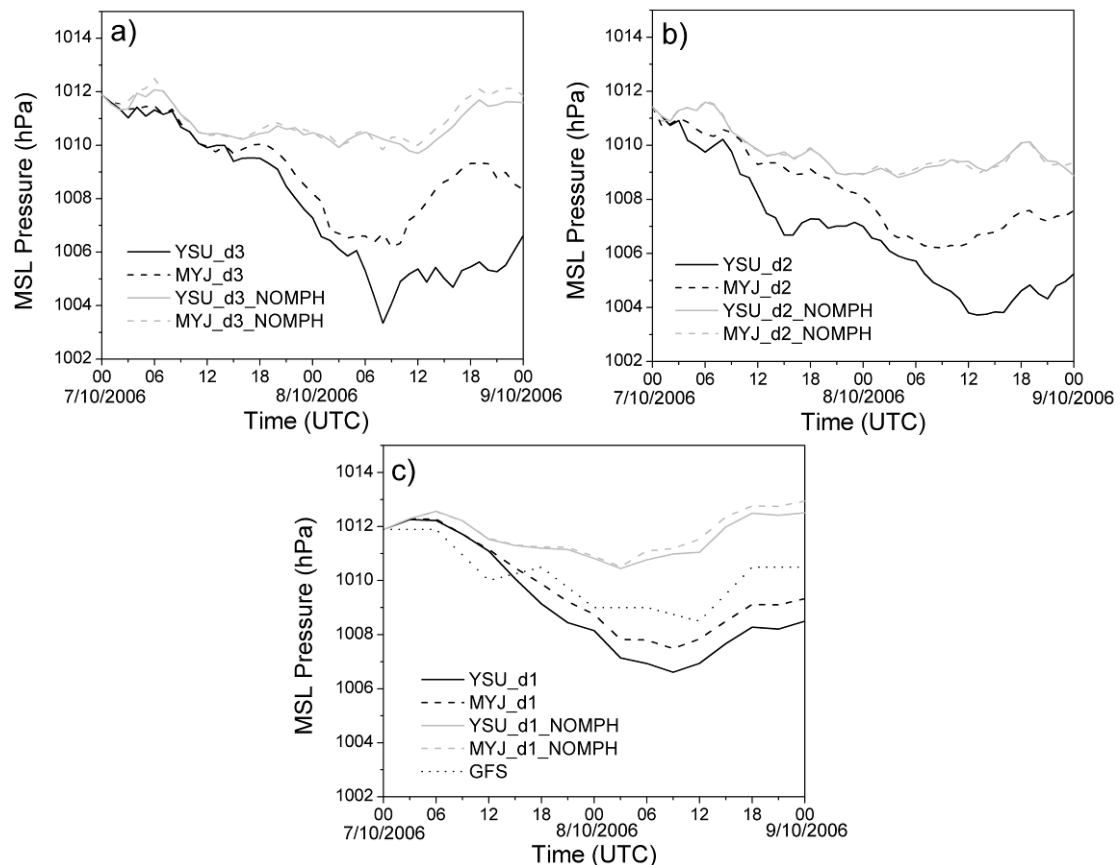 a)
MSL Pressure (hPa)
1014
1012
1010
1008
1006
1004
1002
YSU_d3
MYJ_d3
YSU_d3_NOMPH
MYJ_d3_NOMPH
00 06 12 18 00 06 12 18 00
7/10/2006 8/10/2006 9/10/2006
Time (UTC)
b)
MSL Pressure (hPa)
1014
1012
1010
1008
1006
1004
1002
YSU_d2
MYJ_d2
YSU_d2_NOMPH
MYJ_d2_NOMPH
00 06 12 18 00 06 12 18 00
7/10/2006 8/10/2006 9/10/2006
Time (UTC)
c)
MSL Pressure (hPa)
1014
1012
1010
1008
1006
1004
1002
YSU_d1
MYJ_d1
YSU_d1_NOMPH
MYJ_d1_NOMPH
GFS
00 06 12 18 00 06 12 18 00
7/10/2006 8/10/2006 9/10/2006
Time (UTC)